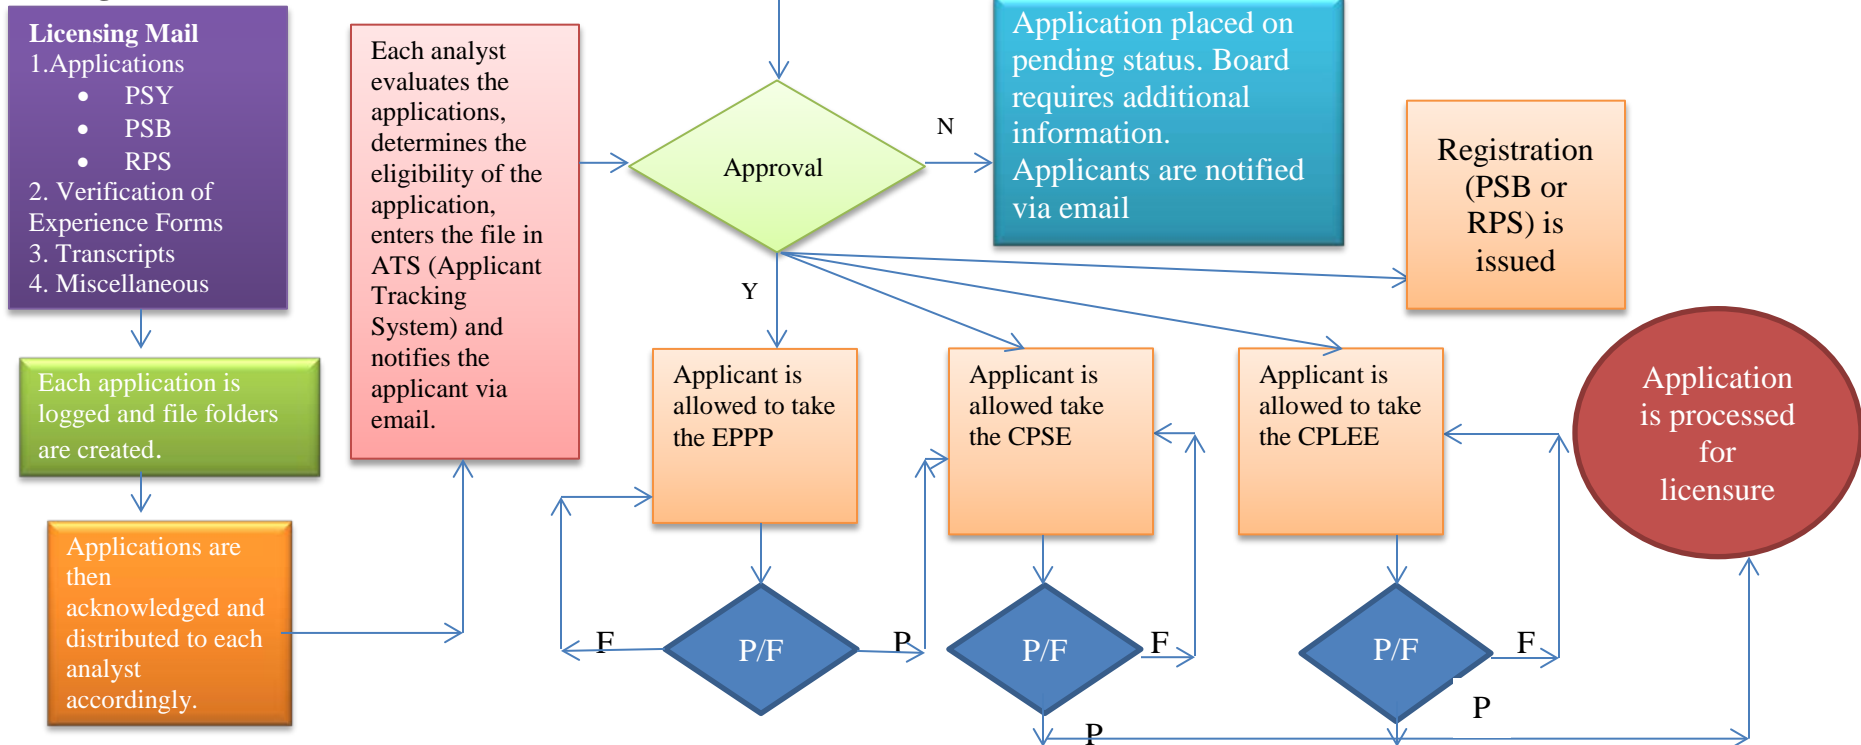 Licensing Mail
1.Applications
• PSY
• PSB
• RPS
2. Verification of
Experience Forms
3. Transcripts
4. Miscellaneous
Each application is
logged and file folders
are created.
Applications are
then
acknowledged and
distributed to each
analyst
accordingly.
Each analyst
evaluates the
applications,
determines the
eligibility of the
application,
enters the file in
ATS (Applicant
Tracking
System) and
notifies the
applicant via
email.
Approval
N
Y
Application placed on
pending status. Board
requires additional
information.
Applicants are notified
via email
Registration
(PSB or
RPS) is
issued
Applicant is
allowed to take
the EPPP
Applicant is
allowed take
the CPSE
Applicant is
allowed to take
the CPLEE
Application
is processed
for
licensure
F
P/F
P
P/F
F
P/F
F
P
P